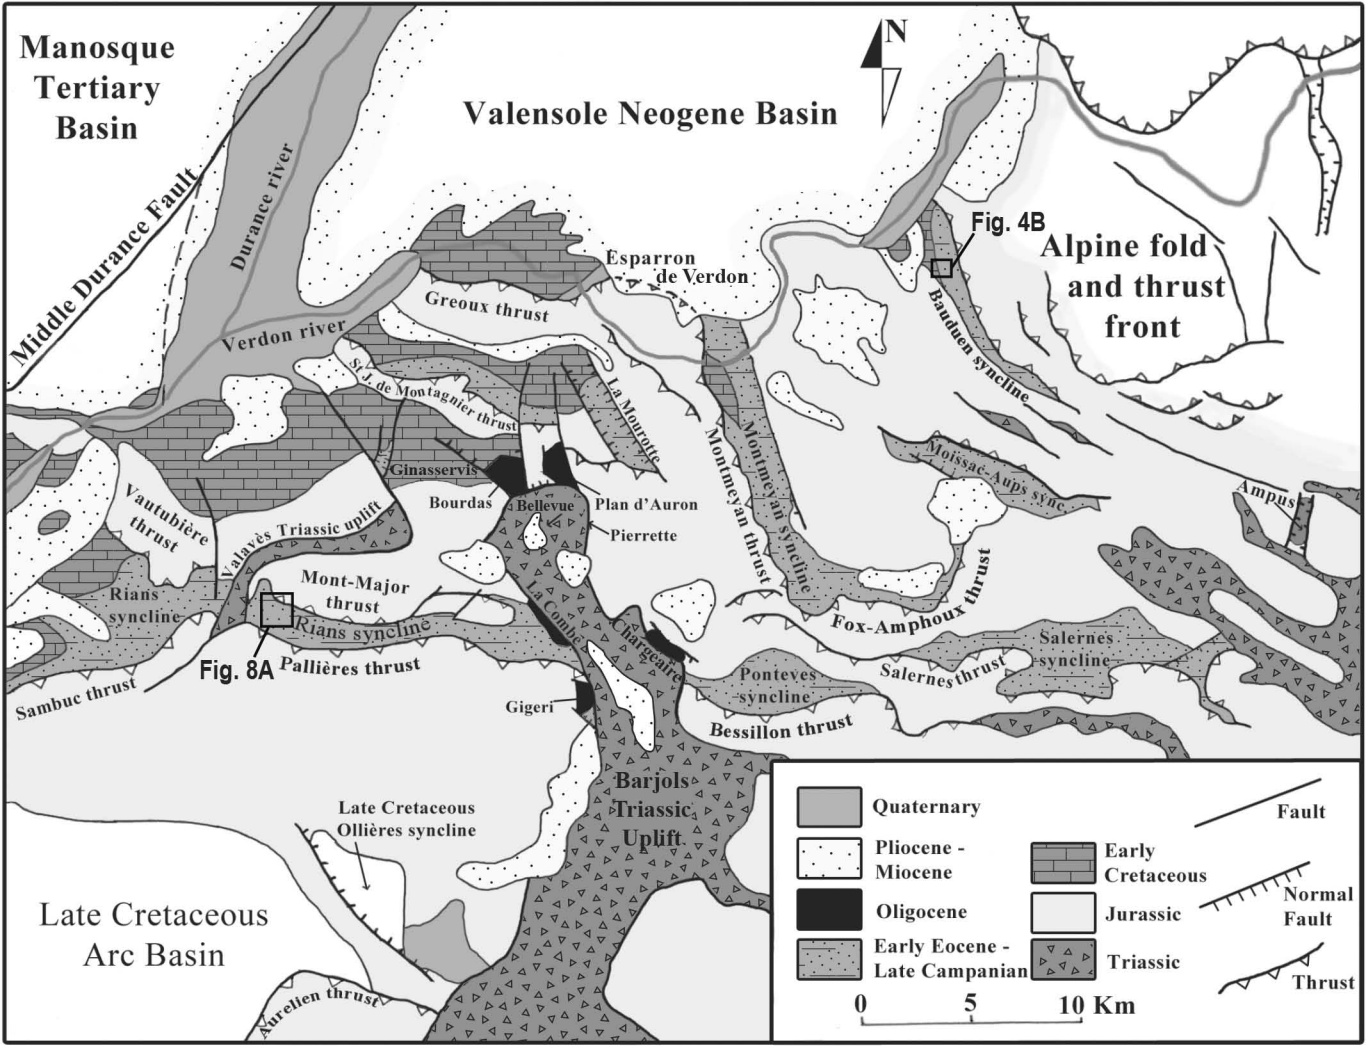 Manosque
Tertiary
Basin
Valensole Neogene Basin
N
Middle Durance Fault
Durance river
Verdon river
Greoux thrust
Esparron
de Verdon
Fig. 4B
Alpine fold
and thrust
front
Bauduen syncline
St J. de Montagnier thrust
La Mourotte
Montmeyan thrust
Montmeyan syncline
Moissac-Aups sync.
Ampus
Ginasservis
Bourdas
Bellevue
Plan d'Auron
Pierrette
Vautubière
thrust
Valavès Triassic uplift
Mont-Major
thrust
Rians
syncline
Rians syncline
Fig. 8A
Pallières thrust
Sambuc thrust
La Combe
Chargeare
Gigeri
Fox-Amphoux thrust
Salernes
syncline
Salernes thrust
Ponteves
syncline
Bessillon thrust
Barjols
Triassic
Uplift
Late Cretaceous
Ollières syncline
Late Cretaceous
Arc Basin
Aurelien thrust
Quaternary
Pliocene -
Miocene
Oligocene
Early Eocene -
Late Campanian
Early
Cretaceous
Jurassic
Triassic
Fault
Normal
Fault
Thrust
0 5 10 Km